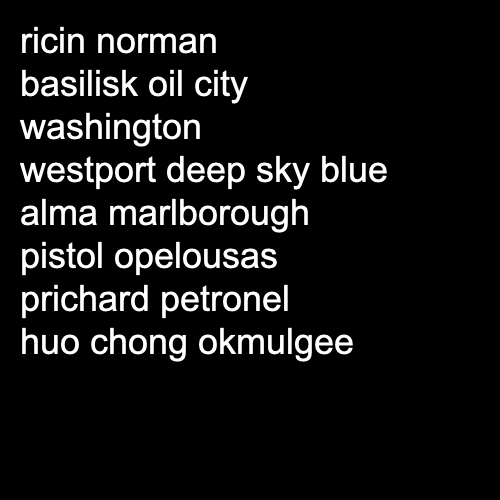 ricin norman
basilisk oil city
washington
westport deep sky blue
alma marlborough
pistol opelousas
prichard petronel
huo chong okmulgee